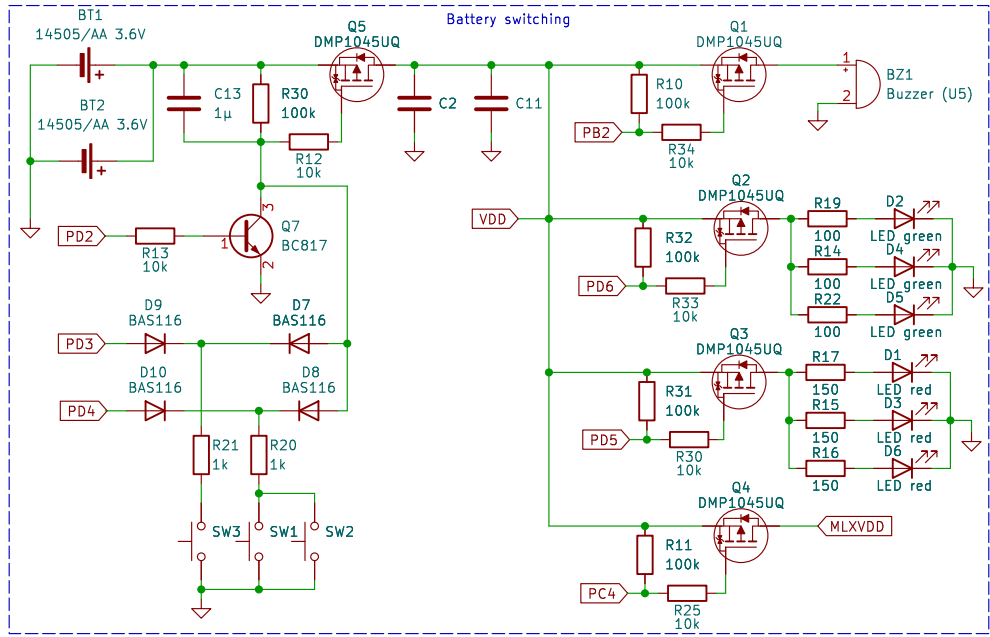 Battery switching
BT1
14505/AA 3.6V
+
BT2
14505/AA 3.6V
+
C13
1µ
R30
100k
Q5
DMP1045UQ
R12
10k
C2
C11
PD2
R13
10k
1
3
2
Q7
BC817
D9
BAS116
D7
BAS116
PD3
D10
BAS116
D8
BAS116
PD4
R21
1k
R20
1k
SW3
SW1
SW2
Q1
DMP1045UQ
R10
100k
PB2
R34
10k
1
+
2
BZ1
Buzzer (U5)
VDD
Q2
DMP1045UQ
R32
100k
PD6
R33
10k
R19
100
D2
LED green
R14
100
D4
LED green
R22
100
D5
LED green
Q3
DMP1045UQ
R31
100k
PD5
R30
10k
R17
150
D1
LED red
R15
150
D3
LED red
R16
150
D6
LED red
Q4
DMP1045UQ
R11
100k
PC4
R25
10k
MLXVDD